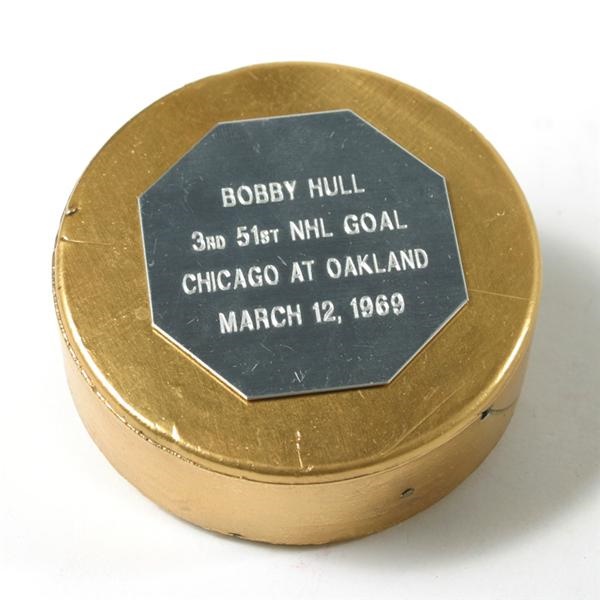 BOBBY HULL
3RD 51ST NHL GOAL
CHICAGO AT OAKLAND
MARCH 12, 1969